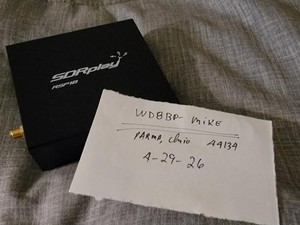 SDRplay
RSP1B
WD8BP- MIKE
PARMA, Ohio 44134
4-29-26